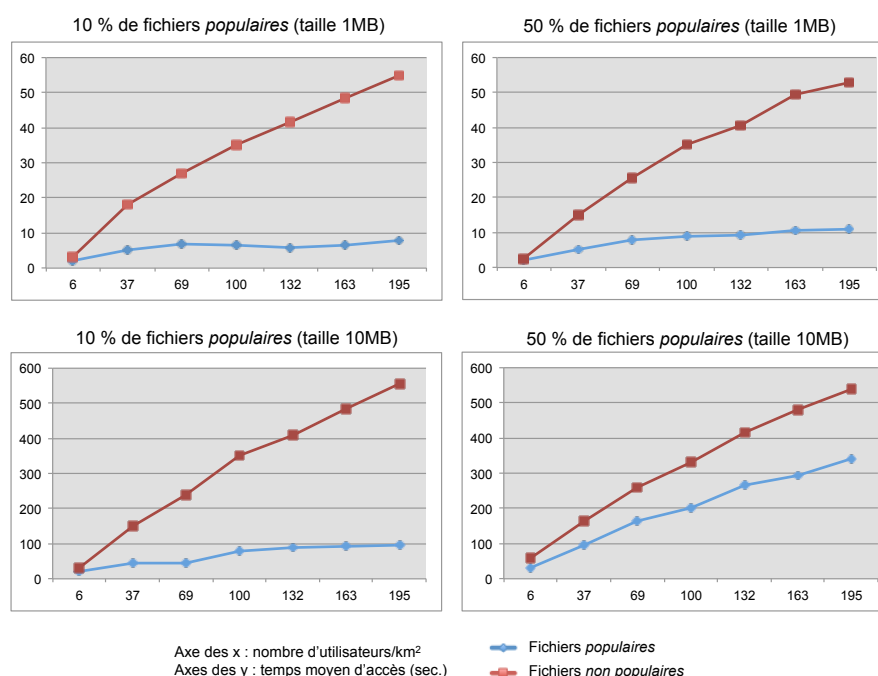 10 % de fichiers populaires (taille 1MB)
60
50
40
30
20
10
0
6 37 69 100 132 163 195
50 % de fichiers populaires (taille 1MB)
60
50
40
30
20
10
0
6 37 69 100 132 163 195
10 % de fichiers populaires (taille 10MB)
600
500
400
300
200
100
0
6 37 69 100 132 163 195
50 % de fichiers populaires (taille 10MB)
600
500
400
300
200
100
0
6 37 69 100 132 163 195
Axe des x : nombre d'utilisateurs/km²
Axes des y : temps moyen d'accès (sec.)
Fichiers populaires
Fichiers non populaires